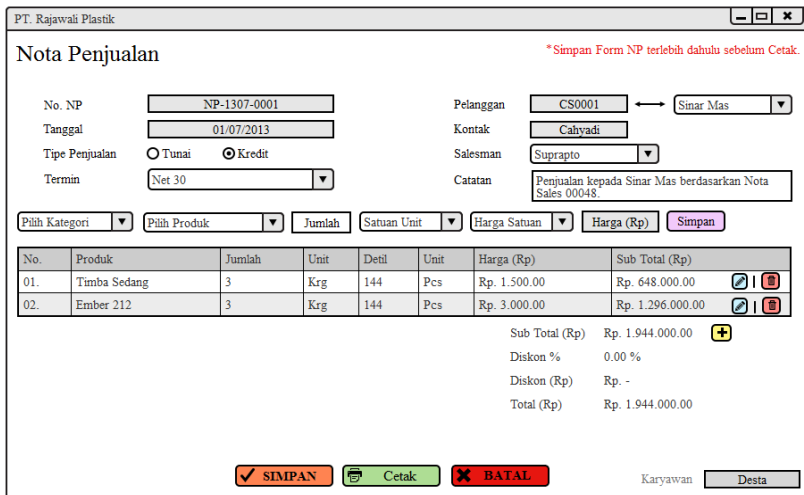 PT. Rajawali Plastik
Nota Penjualan
*Simpan Form NP terlebih dahulu sebelum Cetak.
No. NP NP-1307-0001 Pelanggan CS0001 Sinar Mas
Tanggal 01/07/2013 Kontak Cahyadi
Tipe Penjualan Tunai Kredit Salesman Suprapto
Termin Net 30 Catatan Penjualan kepada Sinar Mas berdasarkan Nota
Sales 00048.
Pilih Kategori Pilih Produk Jumlah Satuan Unit Harga Satuan Harga (Rp) Simpan
No. Produk Jumlah Unit Detil Unit Harga (Rp) Sub Total (Rp)
01. Timba Sedang 3 Krg 144 Pcs Rp. 1.500.00 Rp. 648.000.00
02. Ember 212 3 Krg 144 Pcs Rp. 3.000.00 Rp. 1.296.000.00
Sub Total (Rp) Rp. 1.944.000.00
Diskon % 0.00 %
Diskon (Rp) Rp. -
Total (Rp) Rp. 1.944.000.00
SIMPAN Cetak BATAL Karyawan Desta